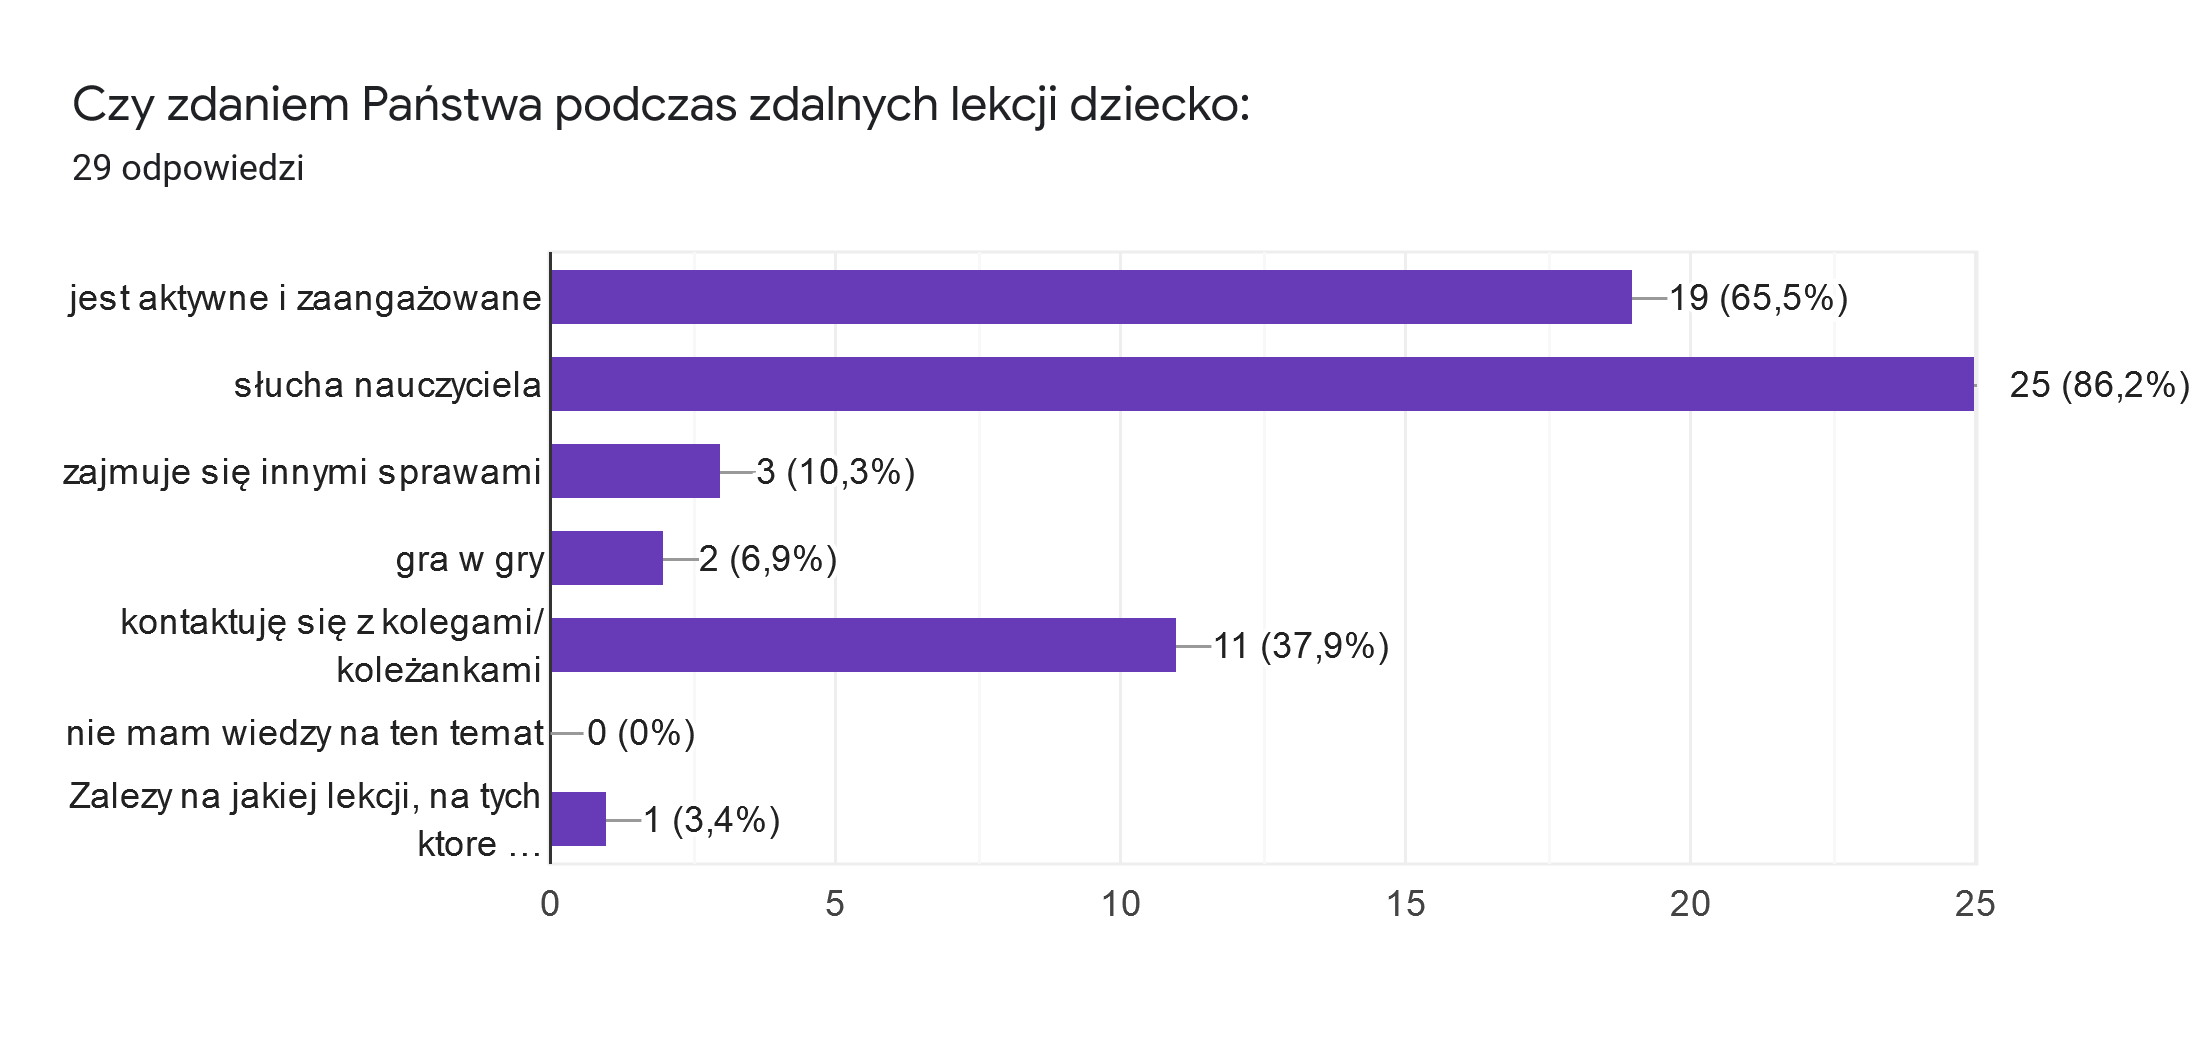 Czy zdaniem Państwa podczas zdalnych lekcji dziecko:
29 odpowiedzi
jest aktywne i zaangażowane
19 (65,5%)
słucha nauczyciela
25 (86,2%)
zajmuje się innymi sprawami
3 (10,3%)
gra w gry
2 (6,9%)
kontaktuję się z kolegami/
koleżankami
11 (37,9%)
nie mam wiedzy na ten temat
0 (0%)
Zalezy na jakiej lekcji, na tych
ktore …
1 (3,4%)
0 5 10 15 20 25